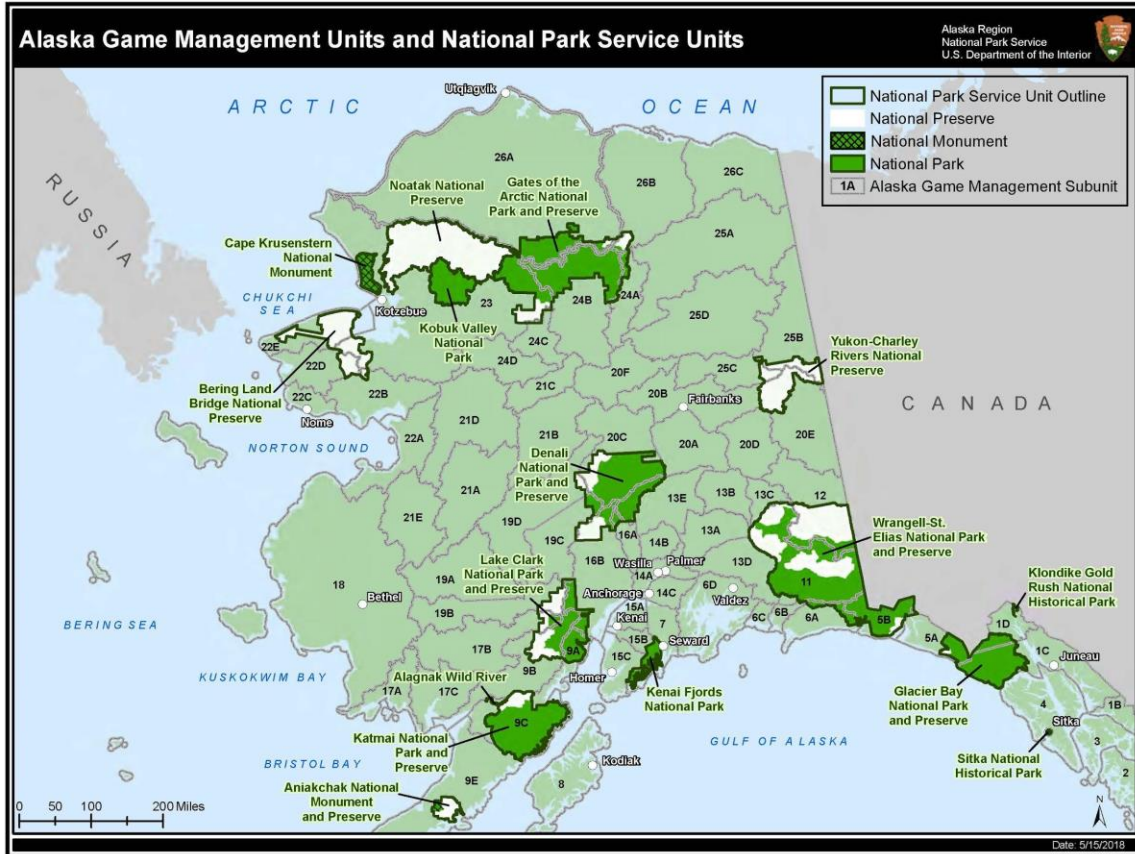 Alaska Game Management Units and National Park Service Units
Alaska Region
National Park Service
U.S. Department of the Interior
National Park Service Unit Outline
National Preserve
National Monument
National Park
1A Alaska Game Management Subunit
ARCTIC OCEAN
Utqiagvik
RUSSIA
26A
26B
26C
Noatak National
Preserve
Gates of the
Arctic National
Park and Preserve
25A
Cape Krusenstern
National
Monument
CHUKCHI
SEA
Kotzebue
23
24B
24A
25D
Kobuk Valley
National
Park
24C
24D
25B
Yukon-Charley
Rivers National
Preserve
22E
22D
Bering Land
Bridge National
Preserve
22C
22B
Nome
21C
20F
25C
20B
Fairbanks
CANADA
NORTON SOUND
22A
21D
21B
20C
20A
20D
20E
Denali
National
Park and
Preserve
21A
21E
19D
13E
13B
13C
12
Wrangell-St.
Elias National Park
and Preserve
19C
16A
14B
13A
13D
16B
Lake Clark
National Park
and Preserve
Wasilla
Palmer
14A
11
Klondike Gold
Rush National
Historical Park
18
Bethel
19A
19B
Anchorage
14C
6D
Valdez
15A
Kenai
7
6C
6B
6A
5B
5A
1D
1C
Juneau
BERING SEA
17B
9B
9A
15B
15C
Seward
Homer
Kenai Fjords
National Park
KUSKOKWIM BAY
17A
17C
Alagnak Wild River
Glacier Bay
National Park
and Preserve
4
1B
Sitka
3
2
Sitka National
Historical Park
9C
Katmai National
Park and
Preserve
GULF OF ALASKA
BRISTOL BAY
9E
8
Kodiak
Aniakchak National
Monument
and Preserve
0 50 100 200 Miles
N
Date: 5/15/2018